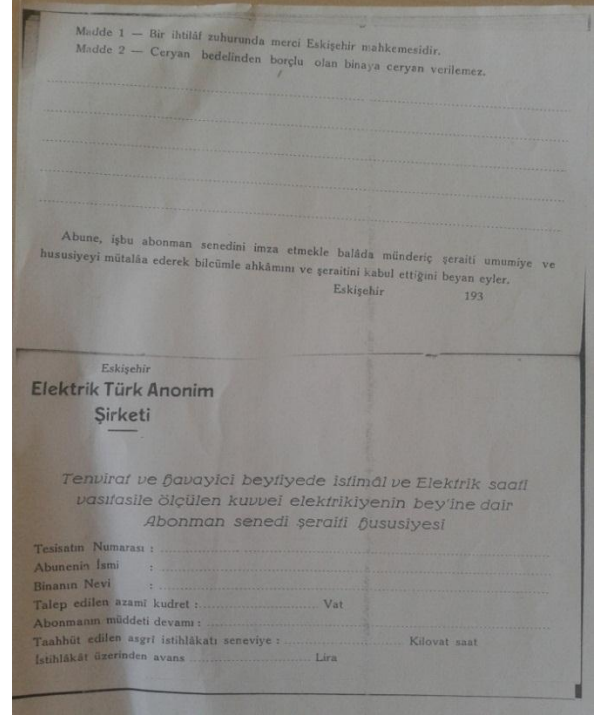 Madde 1 — Bir ihtilâf zuhurunda merci Eskişehir mahkemesidir.
Madde 2 — Ceryan bedelinden borçlu olan binaya ceryan verilemez.
Abune, işbu abonman senedini imza etmekle balâda münderiç şeraiti umumiye ve
hususiyeyi mütalâa ederek bilcümle ahkâmını ve şeraitini kabul ettiğini beyan eyler.
Eskişehir 193
Eskişehir
Elektrik Türk Anonim
Şirketi
Tenvirat ve havayici beytiyede istimâl ve Elektrik saati
vasıtasile ölçülen kuvvei elektrikiyenin bey'ine dair
Abonman senedi şeraiti hususiyesi
Tesisatın Numarası : ....................
Abunenin İsmi : ....................
Binanın Nevi : ....................
Talep edilen azamî kudret : .................... Vat
Abonmanın müddeti devamı : ....................
Taahhüt edilen asgrî istihlâkatı seneviye : .................... Kilovat saat
İstihlâkât üzerinden avans .................... Lira